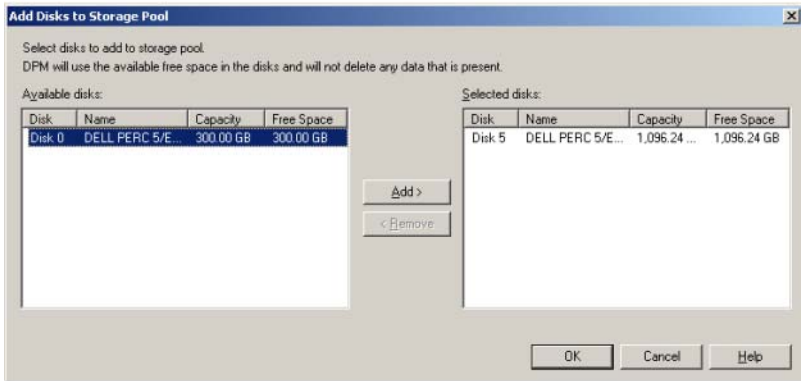 Add Disks to Storage Pool
Select disks to add to storage pool.
DPM will use the available free space in the disks and will not delete any data that is present.
Available disks:
Selected disks:
Disk Name Capacity Free Space
Disk 0 DELL PERC 5/E... 300.00 GB 300.00 GB
Disk Name Capacity Free Space
Disk 5 DELL PERC 5/E... 1,096.24 ... 1,096.24 GB
Add >
< Remove
OK Cancel Help